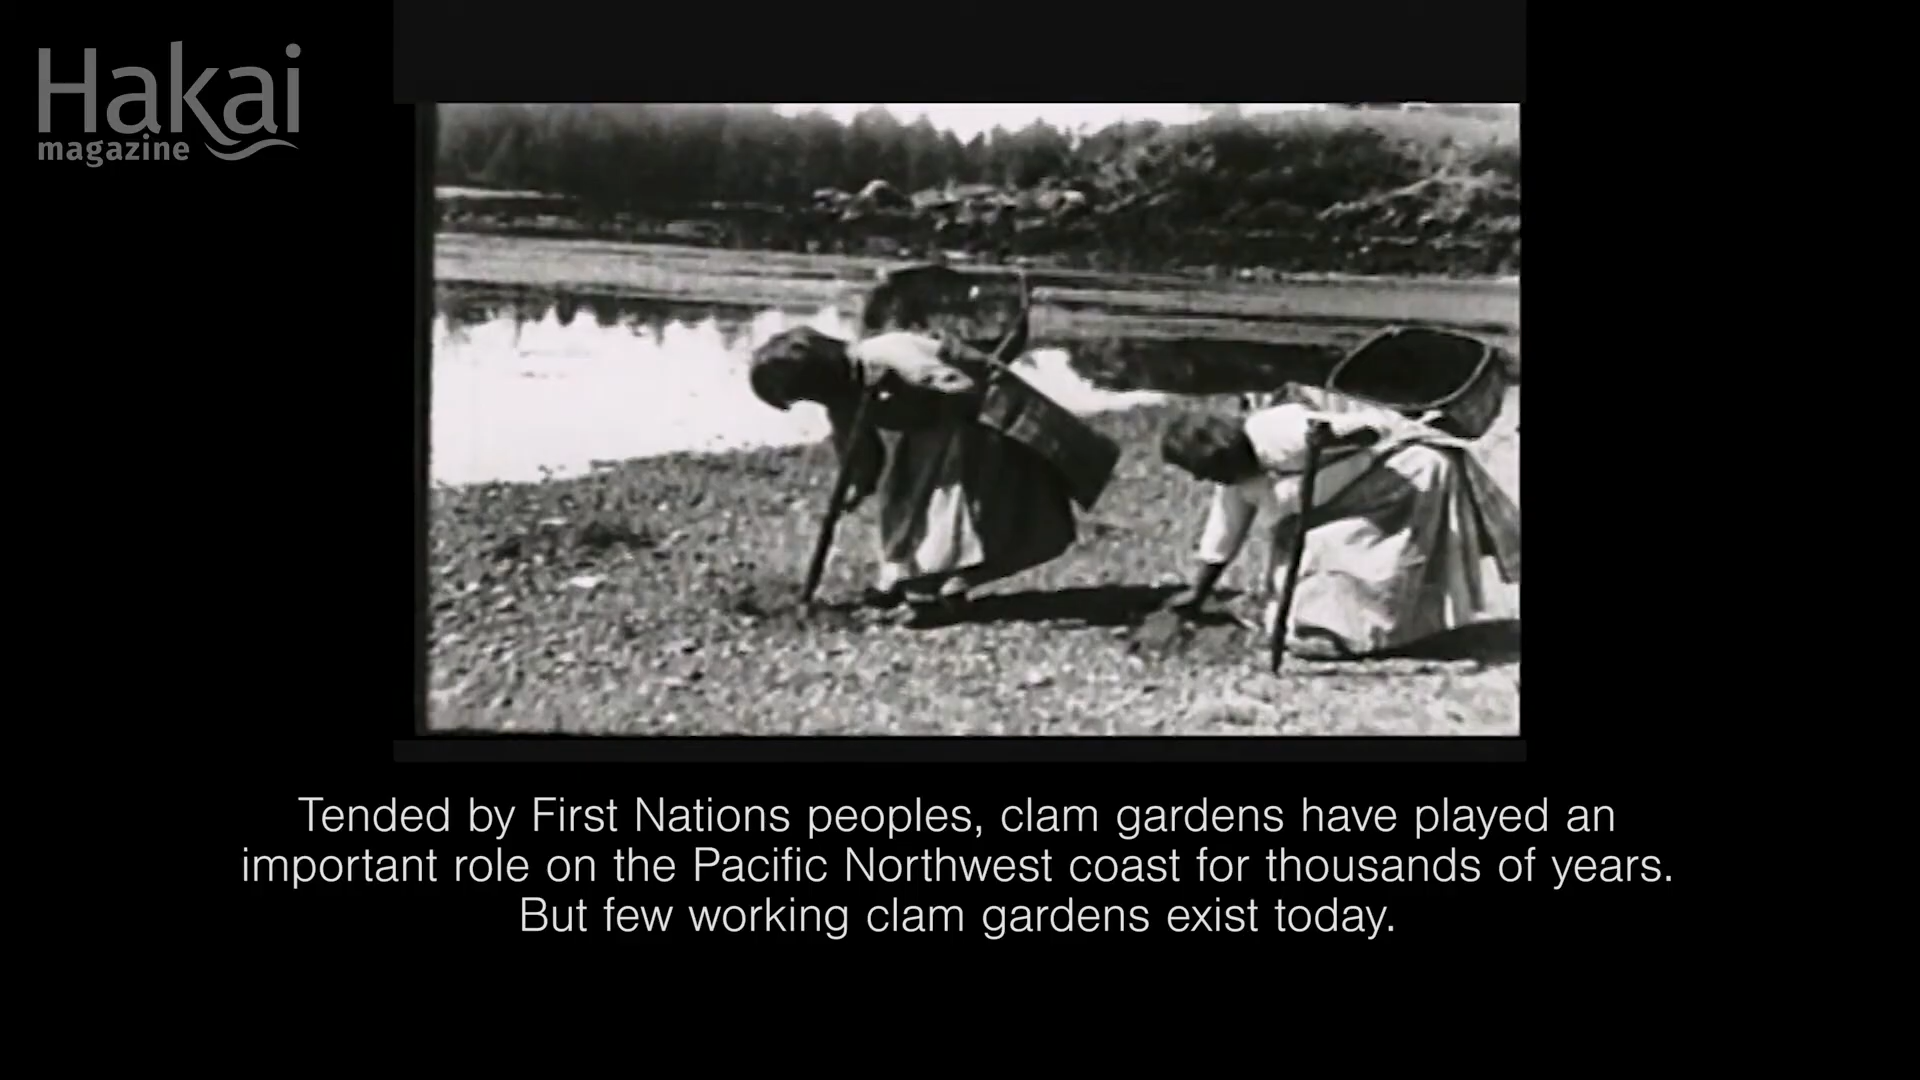 Hakai
magazine
Tended by First Nations peoples, clam gardens have played an
important role on the Pacific Northwest coast for thousands of years.
But few working clam gardens exist today.